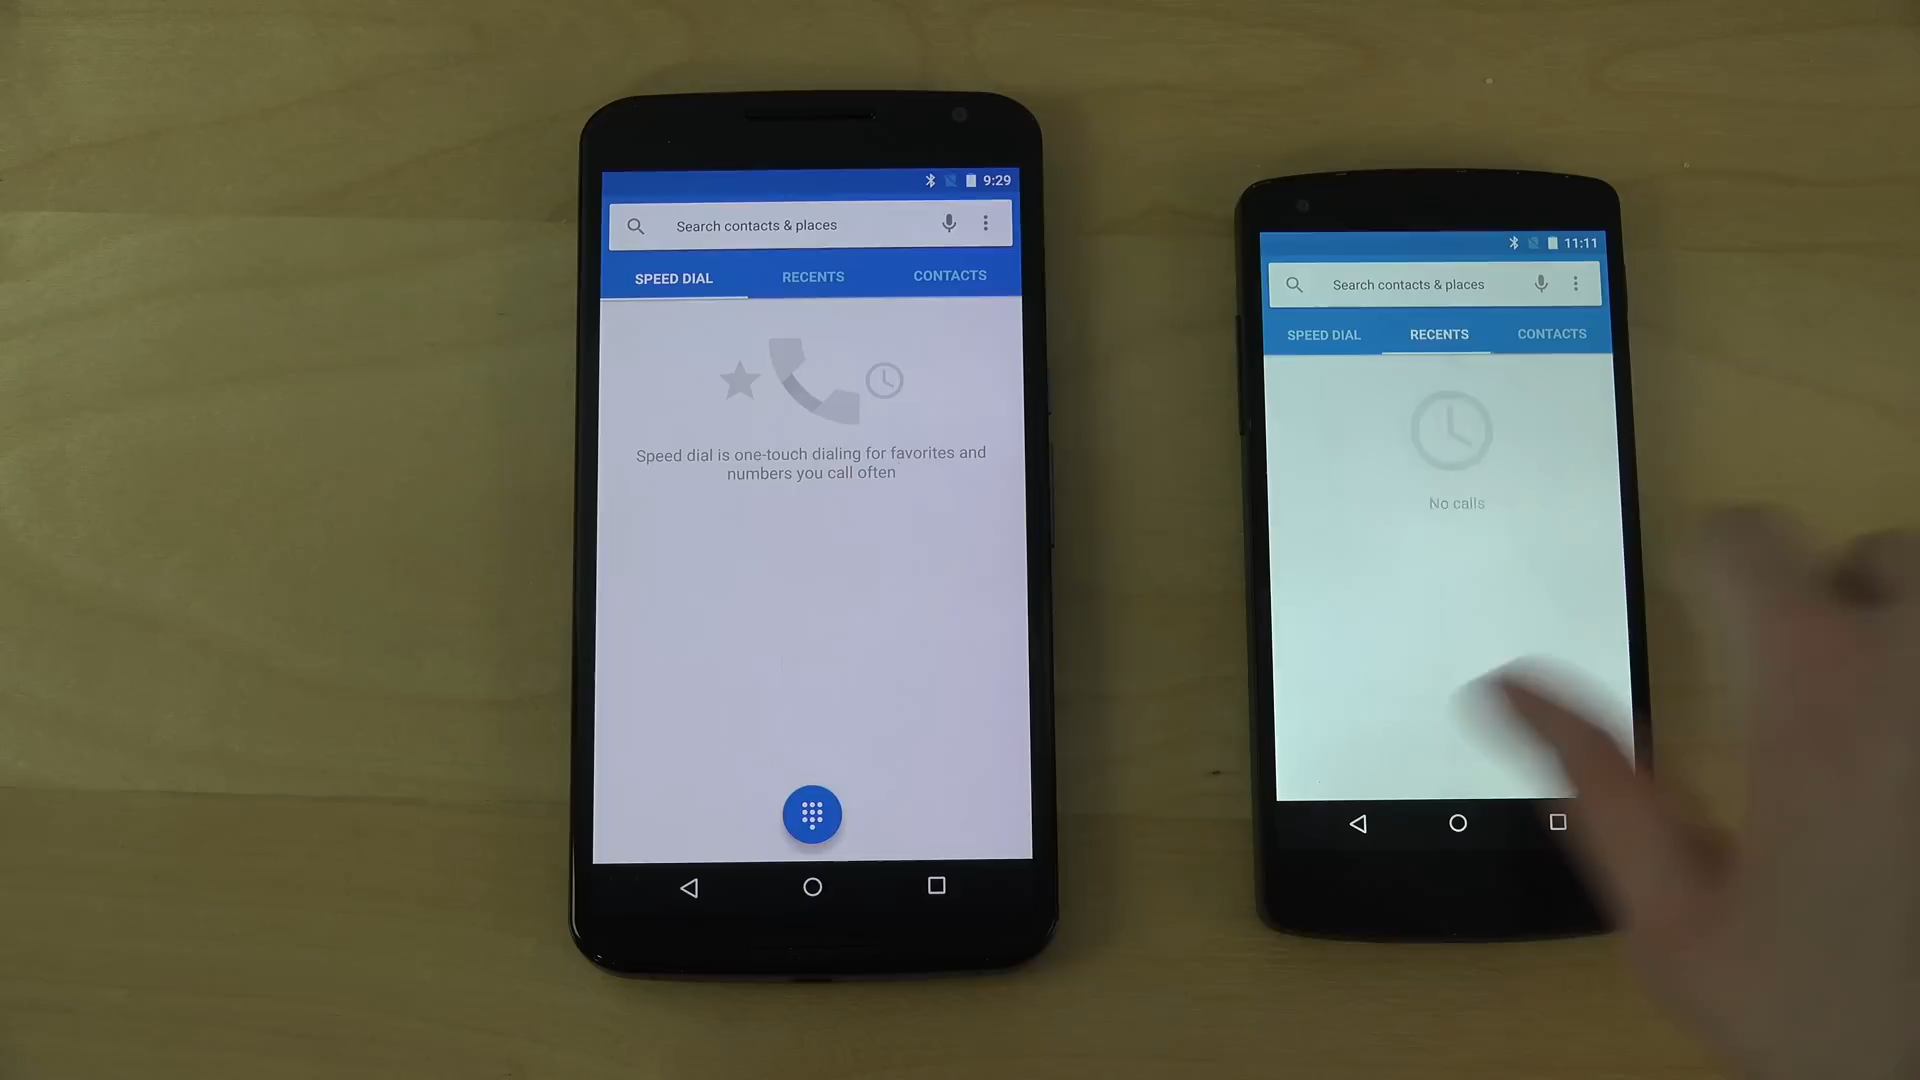 9:29
Search contacts & places
SPEED DIAL RECENTS CONTACTS
Speed dial is one-touch dialing for favorites and
numbers you call often
11:11
Search contacts & places
SPEED DIAL RECENTS CONTACTS
No calls